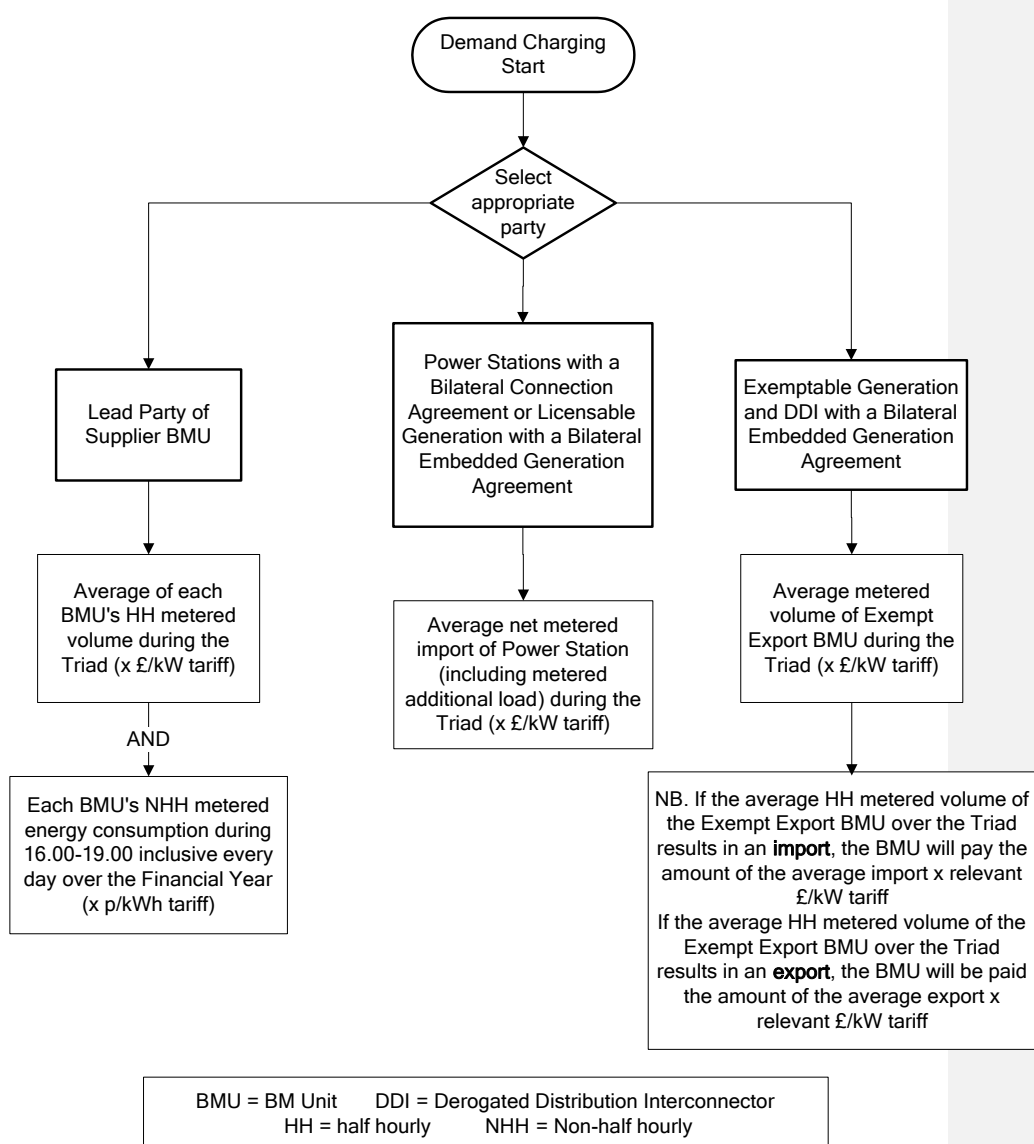 Demand Charging
Start
Select
appropriate
party
Lead Party of
Supplier BMU
Power Stations with a
Bilateral Connection
Agreement or Licensable
Generation with a Bilateral
Embedded Generation
Agreement
Exemptable Generation
and DDI with a Bilateral
Embedded Generation
Agreement
Average of each
BMU's HH metered
volume during the
Triad (x £/kW tariff)
AND
Each BMU's NHH metered
energy consumption during
16.00-19.00 inclusive every
day over the Financial Year
(x p/kWh tariff)
Average net metered
import of Power Station
(including metered
additional load) during the
Triad (x £/kW tariff)
Average metered
volume of Exempt
Export BMU during the
Triad (x £/kW tariff)
NB. If the average HH metered volume of
the Exempt Export BMU over the Triad
results in an import, the BMU will pay the
amount of the average import x relevant
£/kW tariff
If the average HH metered volume of the
Exempt Export BMU over the Triad
results in an export, the BMU will be paid
the amount of the average export x
relevant £/kW tariff
BMU = BM Unit DDI = Derogated Distribution Interconnector
HH = half hourly NHH = Non-half hourly